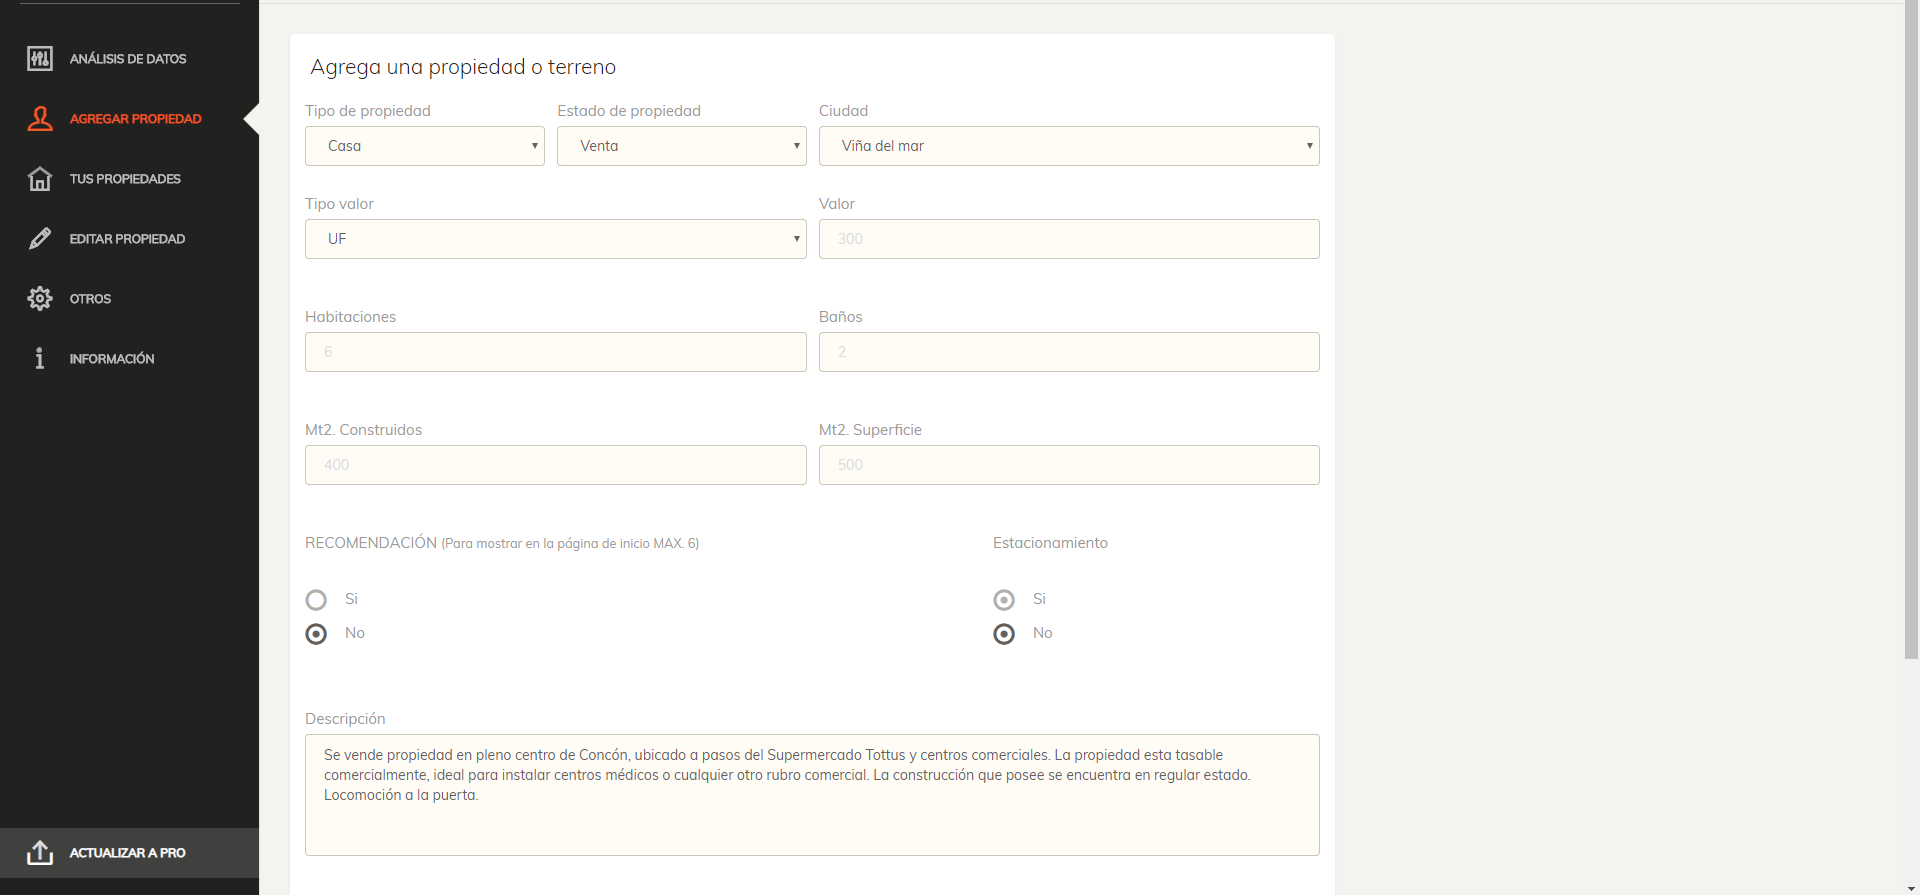 ANÁLISIS DE DATOS
AGREGAR PROPIEDAD
TUS PROPIEDADES
EDITAR PROPIEDAD
OTROS
INFORMACIÓN
ACTUALIZAR A PRO
Agrega una propiedad o terreno
Tipo de propiedad
Estado de propiedad
Ciudad
Casa
Venta
Viña del mar
Tipo valor
Valor
UF
300
Habitaciones
Baños
6
2
Mt2. Construidos
Mt2. Superficie
400
500
RECOMENDACIÓN (Para mostrar en la página de inicio MAX. 6)
Estacionamiento
Si
Si
No
No
Descripción
Se vende propiedad en pleno centro de Concón, ubicado a pasos del Supermercado Tottus y centros comerciales. La propiedad esta tasable
comercialmente, ideal para instalar centros médicos o cualquier otro rubro comercial. La construcción que posee se encuentra en regular estado.
Locomoción a la puerta.